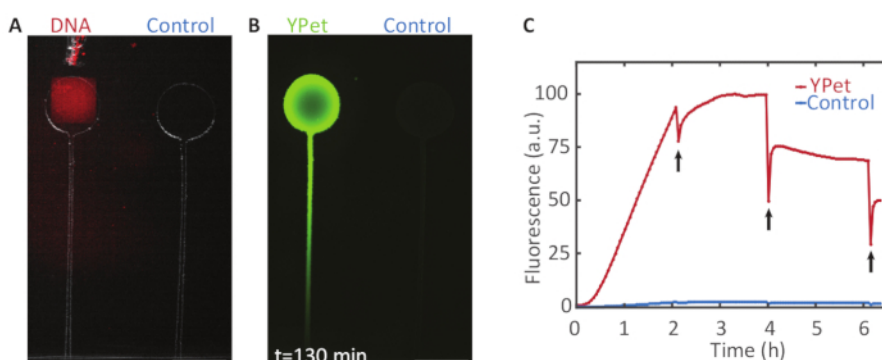 A
DNA
Control
B
YPet
Control
t=130 min
C
Fluorescence (a.u.)
100
75
50
25
0
YPet
Control
0 1 2 3 4 5 6
Time (h)